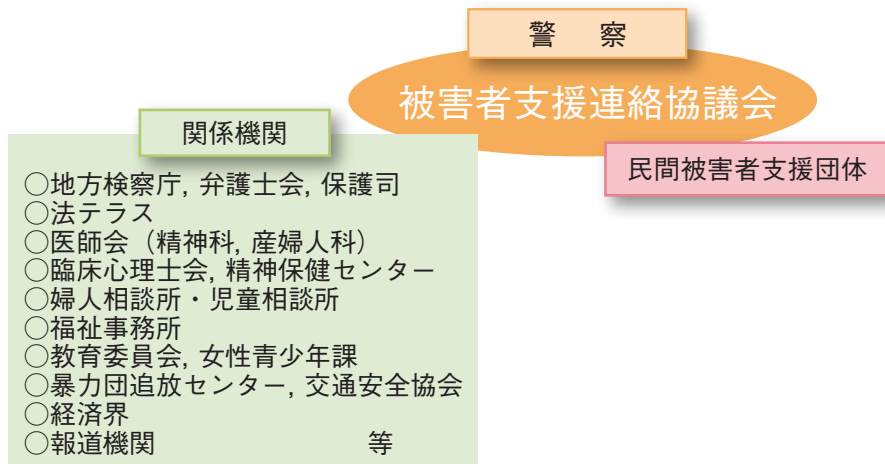 警　察
被害者支援連絡協議会
関係機関
民間被害者支援団体
○地方検察庁, 弁護士会, 保護司
○法テラス
○医師会（精神科, 産婦人科）
○臨床心理士会, 精神保健センター
○婦人相談所・児童相談所
○福祉事務所
○教育委員会, 女性青少年課
○暴力団追放センター, 交通安全協会
○経済界
○報道機関　　　　　　　　等